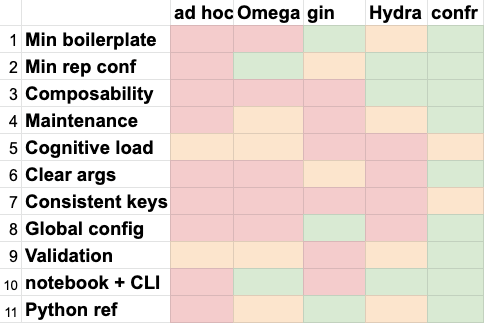 ad hoc Omega gin Hydra confr
1 Min boilerplate
2 Min rep conf
3 Composability
4 Maintenance
5 Cognitive load
6 Clear args
7 Consistent keys
8 Global config
9 Validation
10 notebook + CLI
11 Python ref